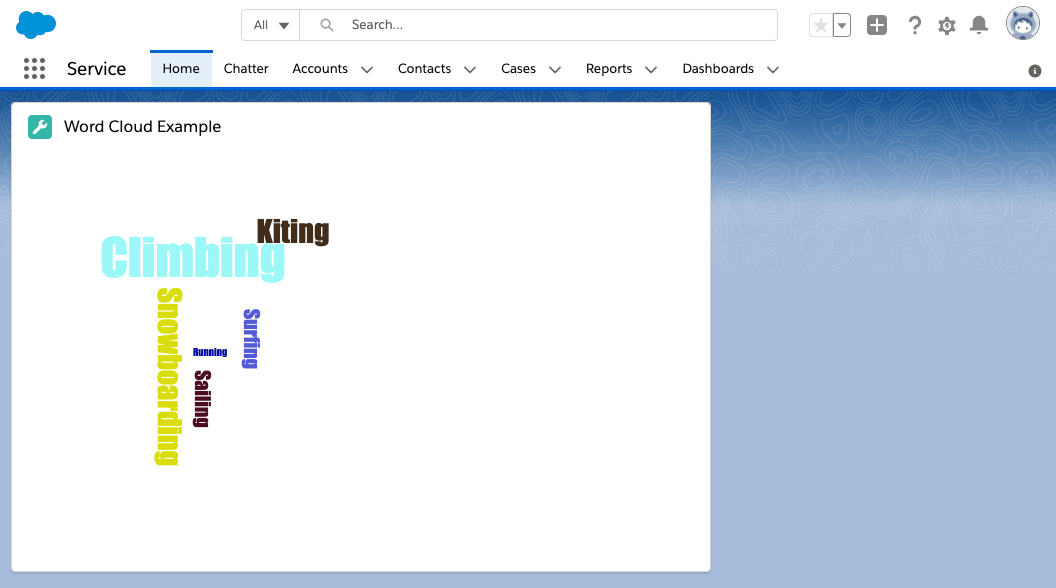 All
Search...
Service
Home
Chatter
Accounts
Contacts
Cases
Reports
Dashboards
Word Cloud Example
Kiting
Climbing
Snowboarding
Surfing
Running
Sailing